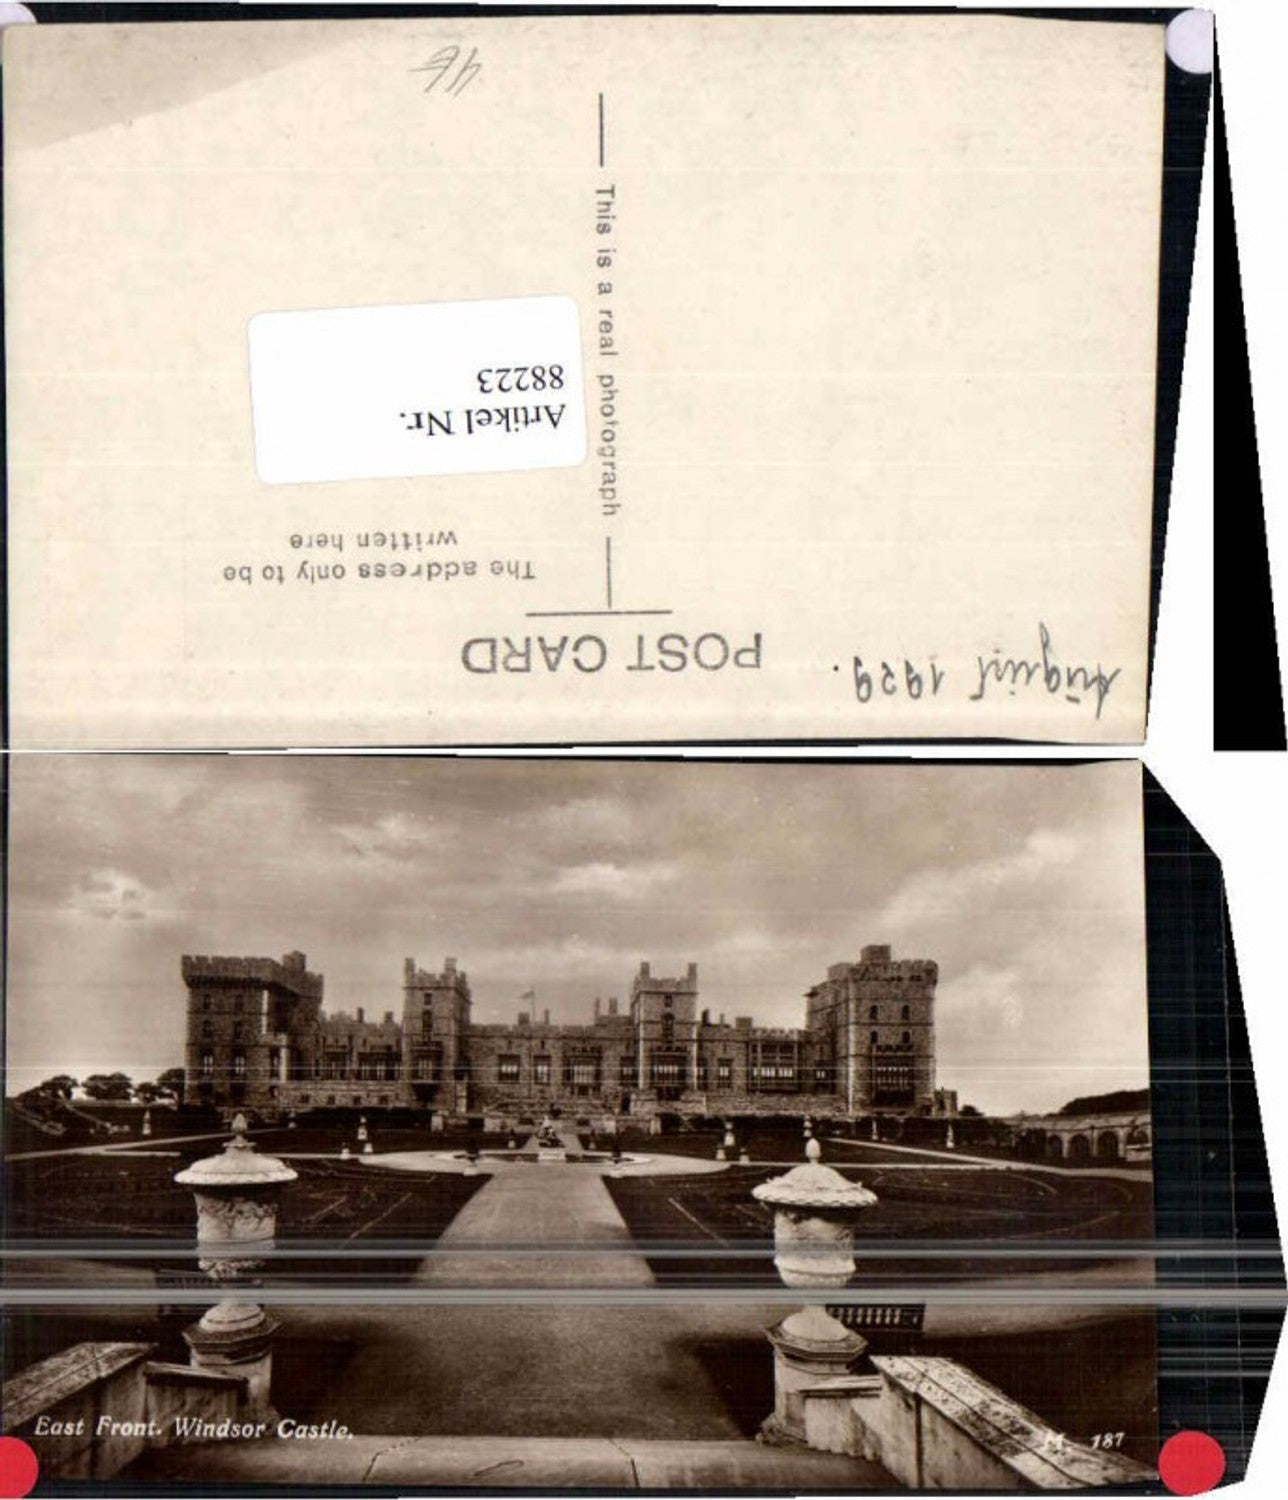 August 1929.
POST CARD
The address only to be
written here
This is a real photograph
Artikel Nr.
88223
East Front. Windsor Castle.
M 187